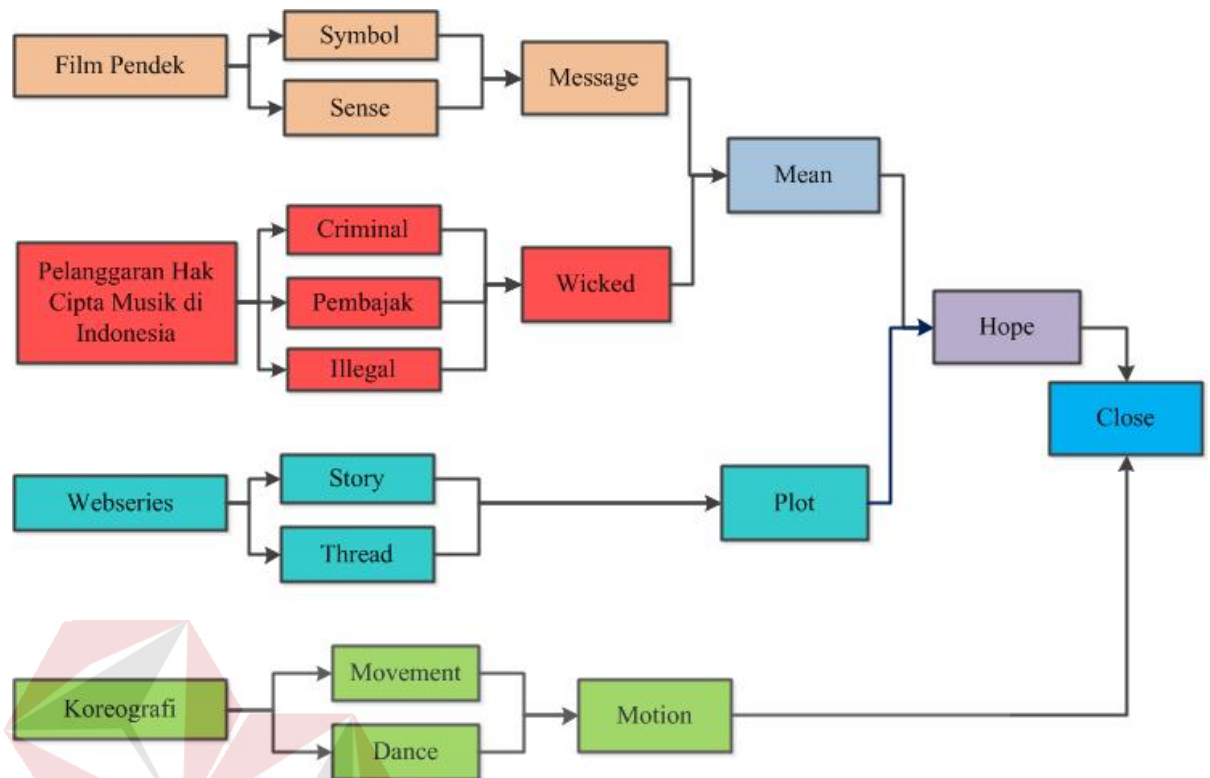 Film Pendek
Symbol
Sense
Message
Mean
Pelanggaran Hak
Cipta Musik di
Indonesia
Criminal
Pembajak
Illegal
Wicked
Hope
Close
Webseries
Story
Thread
Plot
Koreografi
Movement
Dance
Motion